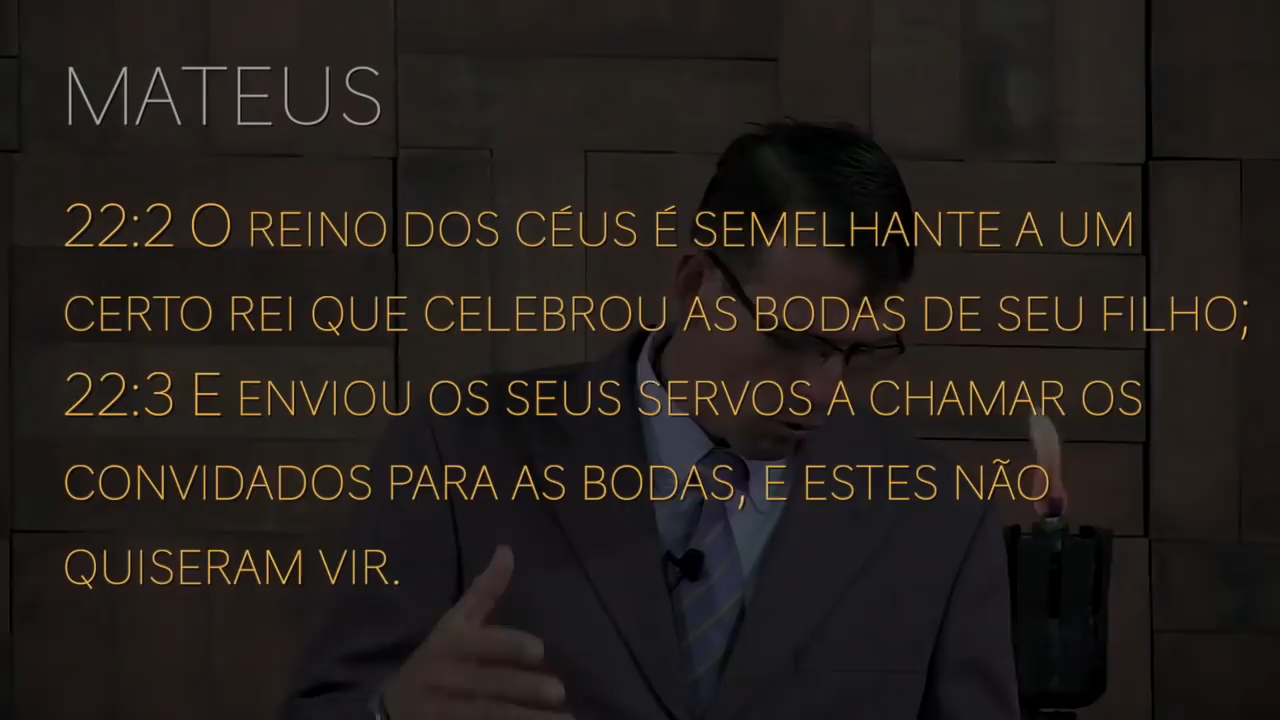 MATEUS
22:2 O REINO DOS CÉUS É SEMELHANTE A UM
CERTO REI QUE CELEBROU AS BODAS DE SEU FILHO;
22:3 E ENVIOU OS SEUS SERVOS A CHAMAR OS
CONVIDADOS PARA AS BODAS, E ESTES NÃO
QUISERAM VIR.